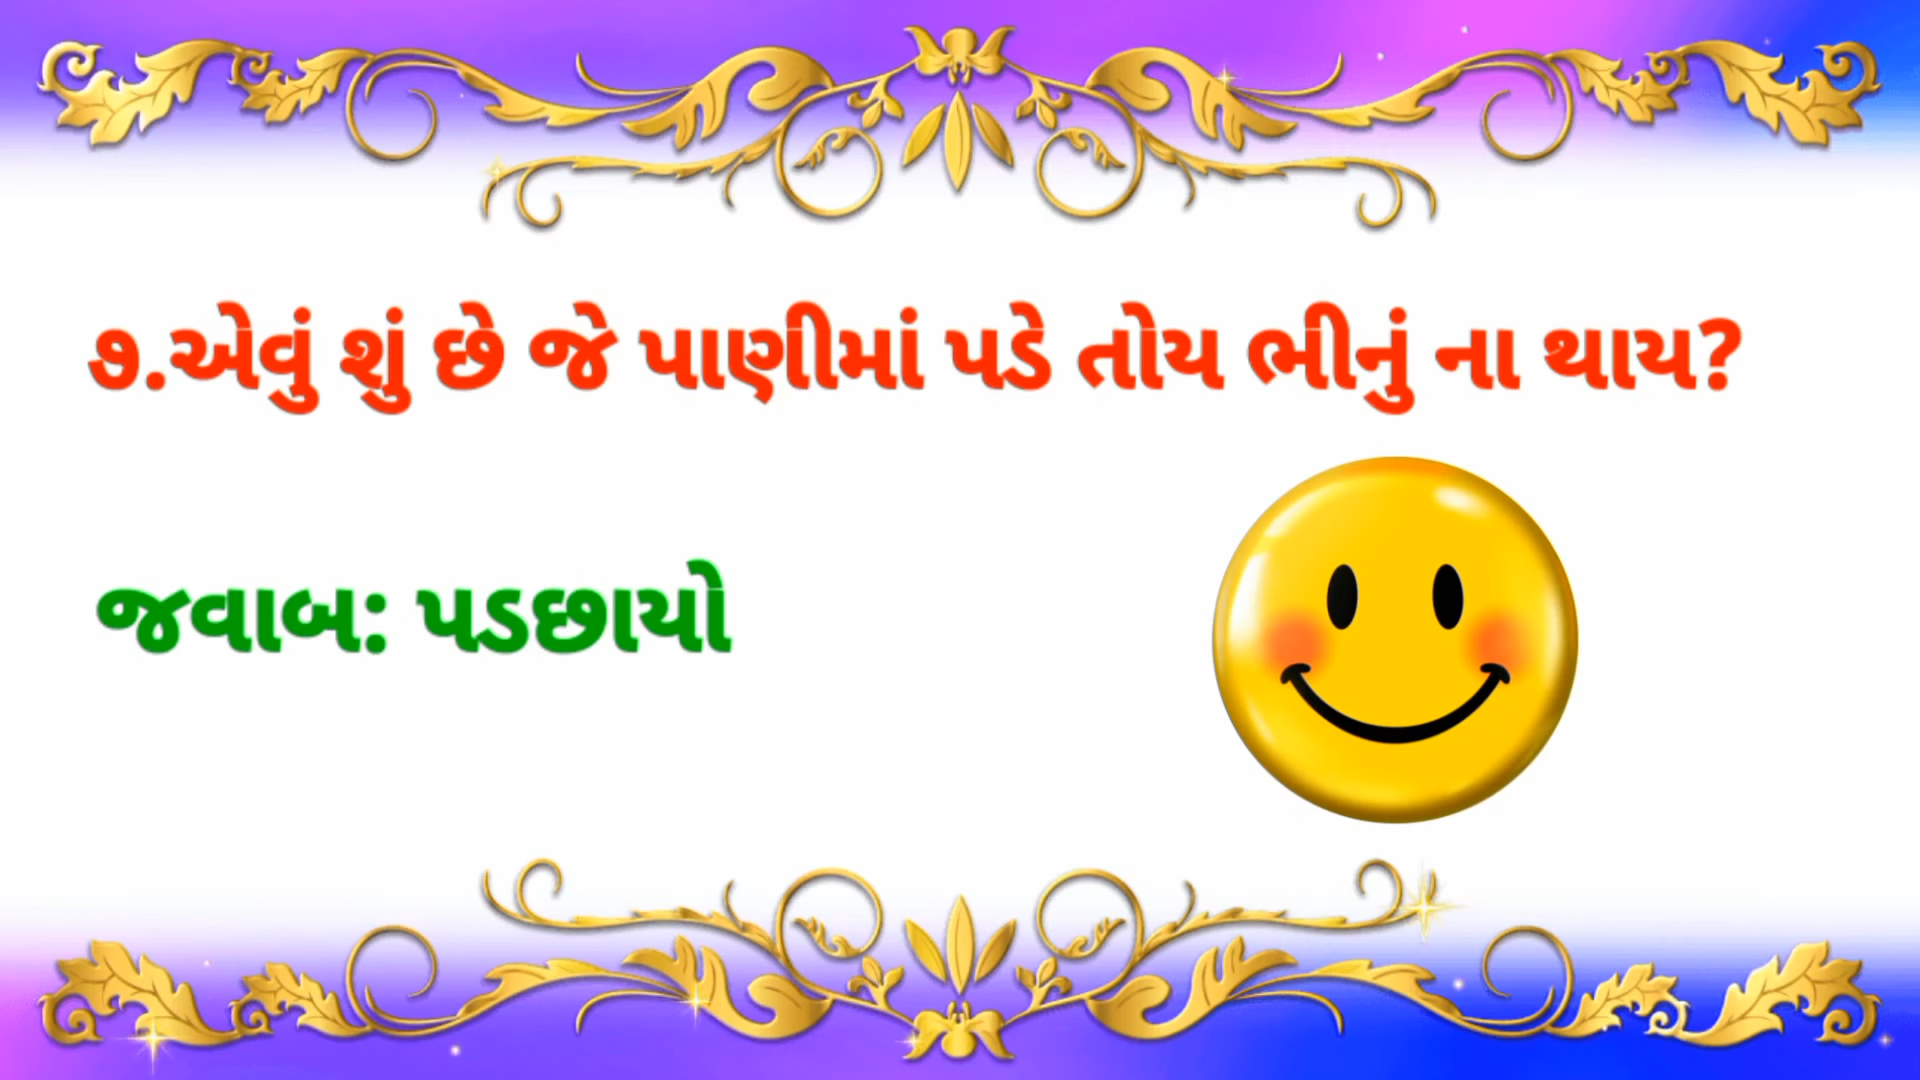 ૭.એવું શું છે જે પાણીમાં પડે તોય ભીનું ના થાય?
જવાબ: પડછાયો